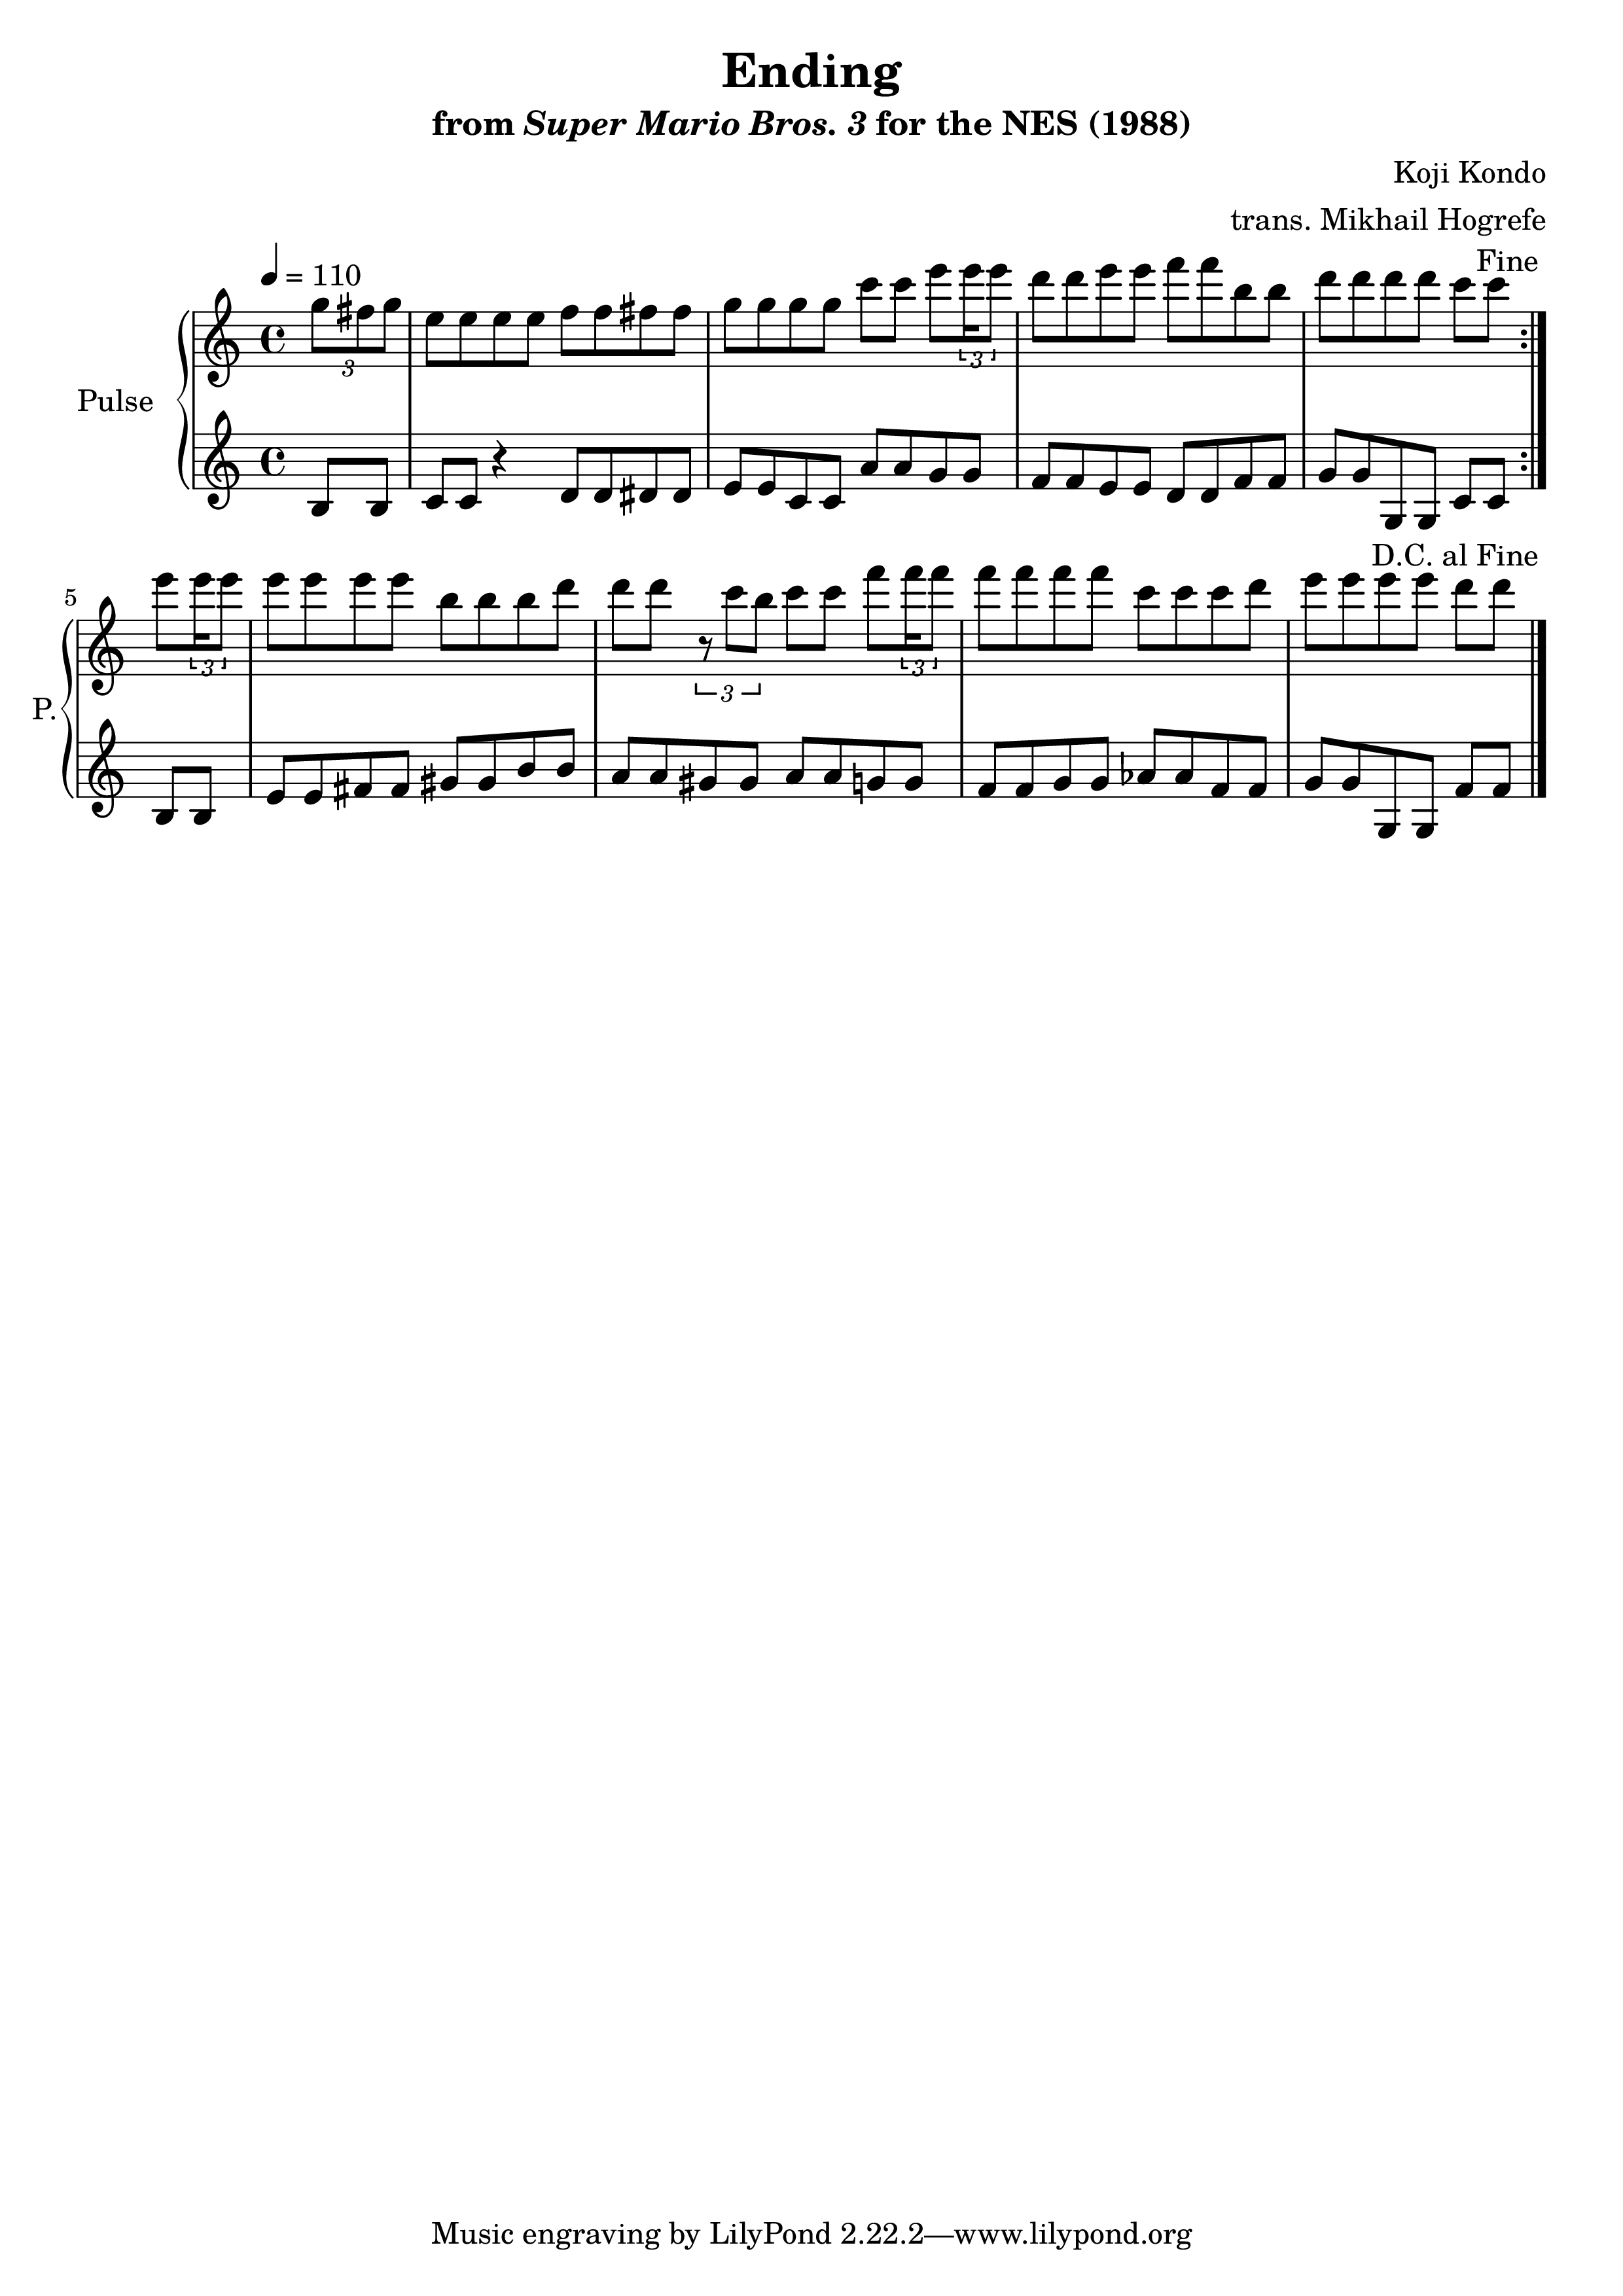 Ending
from Super Mario Bros. 3 for the NES (1988)
Koji Kondo
trans. Mikhail Hogrefe
Fine
= 110
3
3
Pulse
D.C. al Fine
5
3
3
3
P.
Music engraving by LilyPond 2.22.2—www.lilypond.org